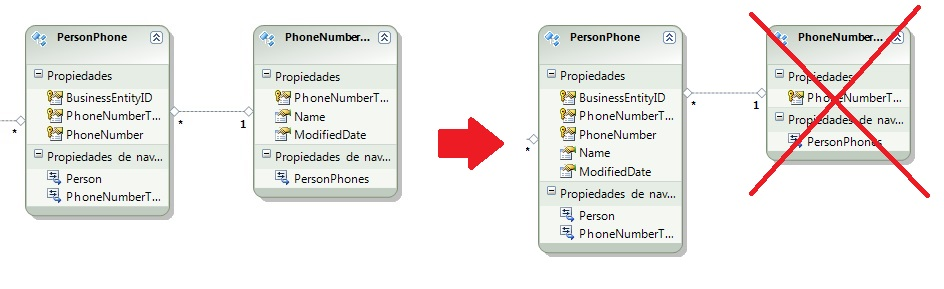 PersonPhone
Propiedades
BusinessEntityID
PhoneNumberT...
PhoneNumber
Propiedades de nav...
Person
PhoneNumberT...
*
*
1
PhoneNumber...
Propiedades
PhoneNumberT...
Name
ModifiedDate
Propiedades de nav...
PersonPhones
PersonPhone
Propiedades
BusinessEntityID
PhoneNumberT...
PhoneNumber
Name
ModifiedDate
Propiedades de nav...
Person
PhoneNumberT...
*
*
1
PhoneNumber...
Propiedades
PhoneNumberT...
Propiedades de nav...
PersonPhones